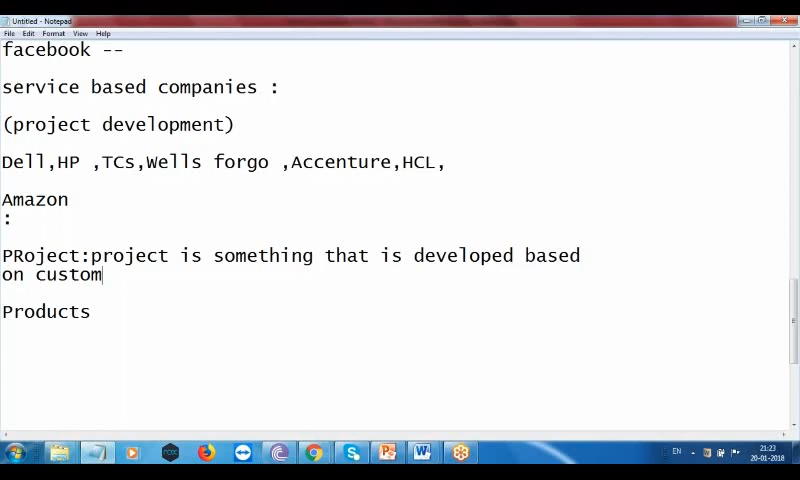 Untitled - Notepad
File Edit Format View Help
facebook --
service based companies :
(project development)
Dell,HP ,TCs,Wells forgo ,Accenture,HCL,
Amazon
:
PRoject:project is something that is developed based
on custom
Products
EN
21:23
20-01-2018